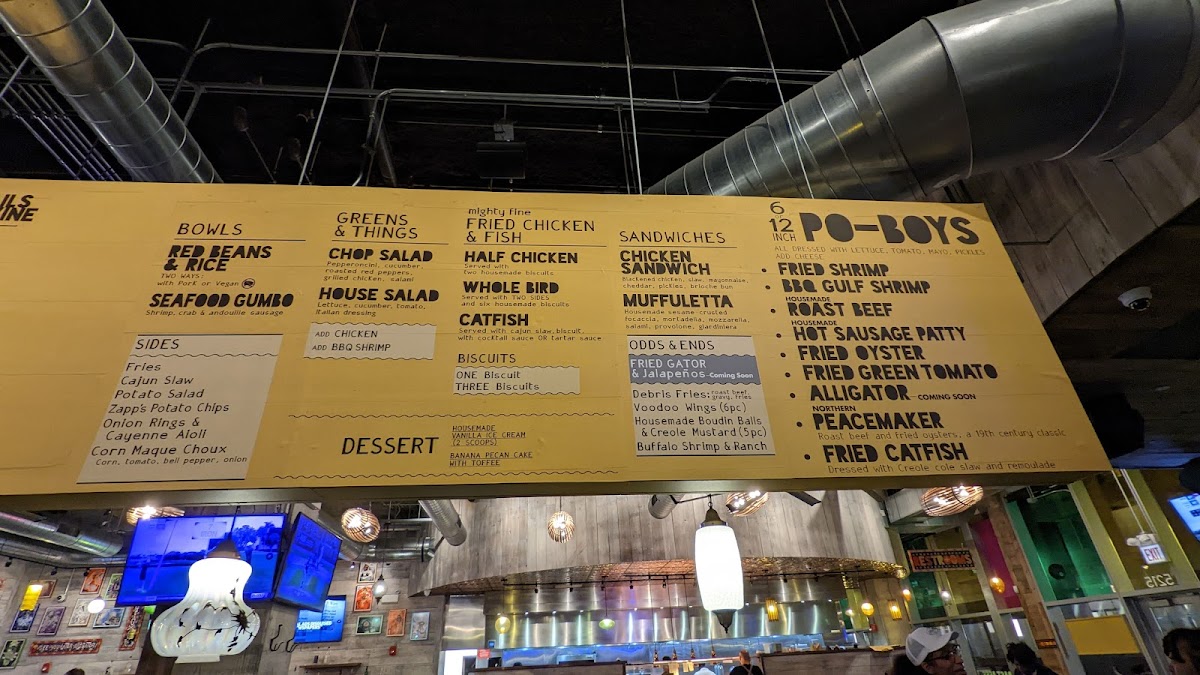 BOWLS
RED BEANS
& RICE
TWO WAYS:
with Pork or Vegan
SEAFOOD GUMBO
Shrimp, crab & andouille sausage
SIDES
Fries
Cajun Slaw
Potato Salad
Zapp's Potato Chips
Onion Rings &
Cayenne Aioli
Corn Maque Choux
Corn, tomato, bell pepper, onion
GREENS
& THINGS
CHOP SALAD
Pepperoncini, cucumber,
roasted red peppers,
grilled chicken, salami
HOUSE SALAD
Lettuce, cucumber, tomato,
Italian dressing
ADD CHICKEN
ADD BBQ SHRIMP
mighty fine
FRIED CHICKEN
& FISH
HALF CHICKEN
Served with
two housemade biscuits
WHOLE BIRD
Served with TWO SIDES
and six housemade biscuits
CATFISH
Served with cajun slaw, biscuit,
with cocktail sauce OR tartar sauce
BISCUITS
ONE Biscuit
THREE Biscuits
DESSERT
HOUSEMADE
VANILLA ICE CREAM
(2 SCOOPS)
BANANA PECAN CAKE
WITH TOFFEE
SANDWICHES
CHICKEN
SANDWICH
Blackened chicken, slaw, mayonnaise,
cheddar, pickles, brioche bun
MUFFULETTA
Housemade sesame-crusted
focaccia, mortadella, mozzarella,
salami, provolone, giardiniera
ODDS & ENDS
FRIED GATOR
& Jalapeños -Coming Soon
Debris Fries: roast beef
gravy, fries
Voodoo Wings (6pc)
Housemade Boudin Balls
& Creole Mustard (5pc)
Buffalo Shrimp & Ranch
6
12
INCH
PO-BOYS
ALL DRESSED WITH LETTUCE, TOMATO, MAYO, PICKLES
ADD CHEESE
• FRIED SHRIMP
• BBQ GULF SHRIMP
HOUSEMADE
• ROAST BEEF
HOUSEMADE
• HOT SAUSAGE PATTY
• FRIED OYSTER
• FRIED GREEN TOMATO
• ALLIGATOR - COMING SOON
NORTHERN
• PEACEMAKER
Roast beef and fried oysters, a 19th century classic
• FRIED CATFISH
Dressed with Creole cole slaw and remoulade
EXIT
5215